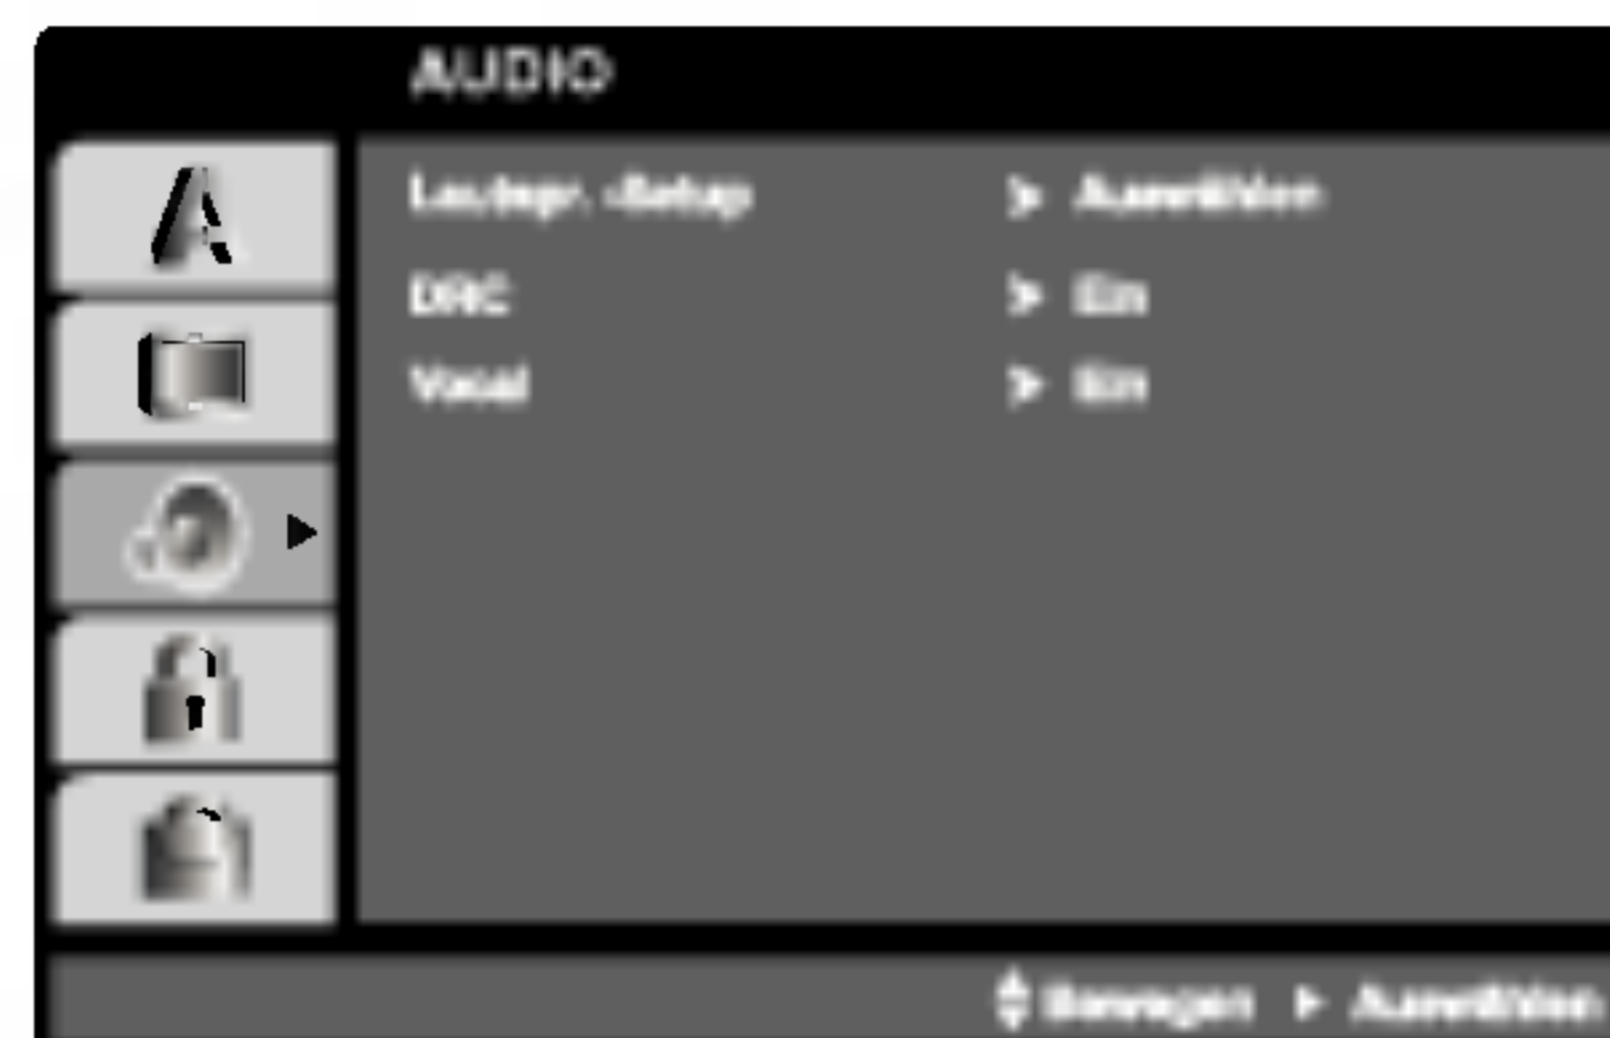 AUDIO
Lautspr.-Setup > Auswählen
DRC > Ein
Vocal > Ein
Bewegen Auswählen